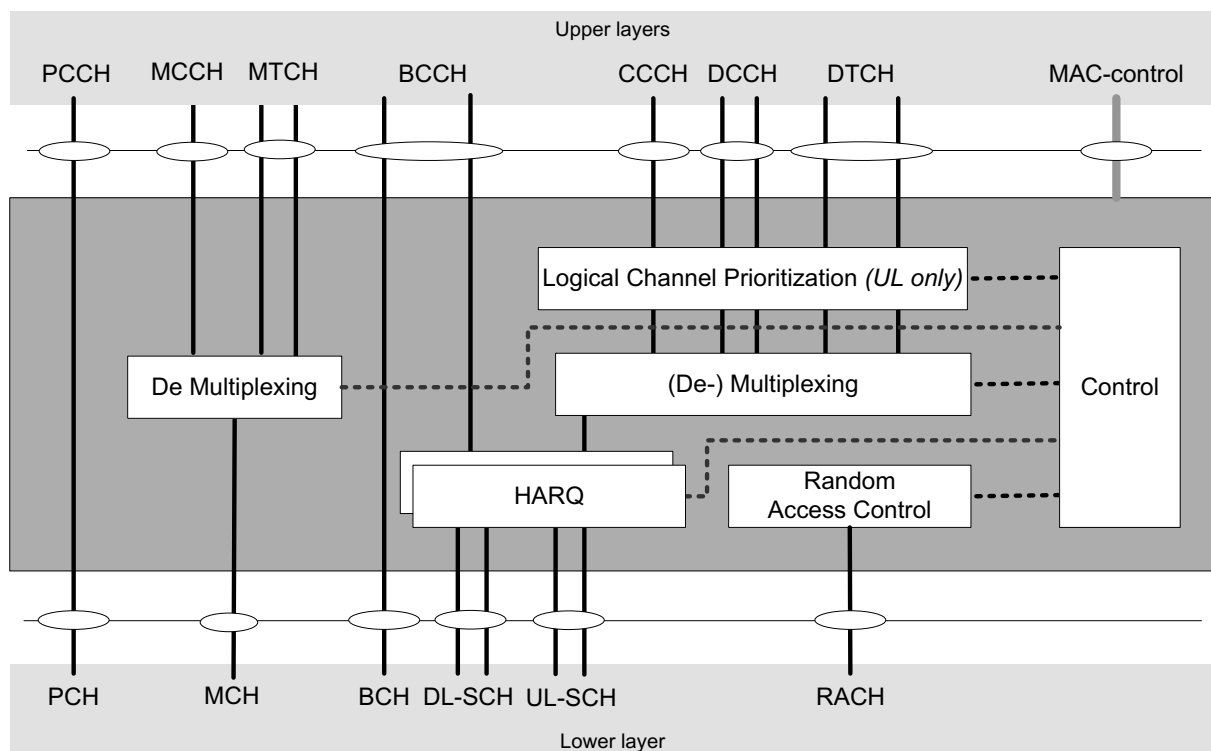 Upper layers
PCCH MCCH MTCH BCCH CCCH DCCH DTCH MAC-control
Logical Channel Prioritization (UL only)
De Multiplexing
(De-) Multiplexing
Control
HARQ
Random
Access Control
PCH MCH BCH DL-SCH UL-SCH RACH
Lower layer